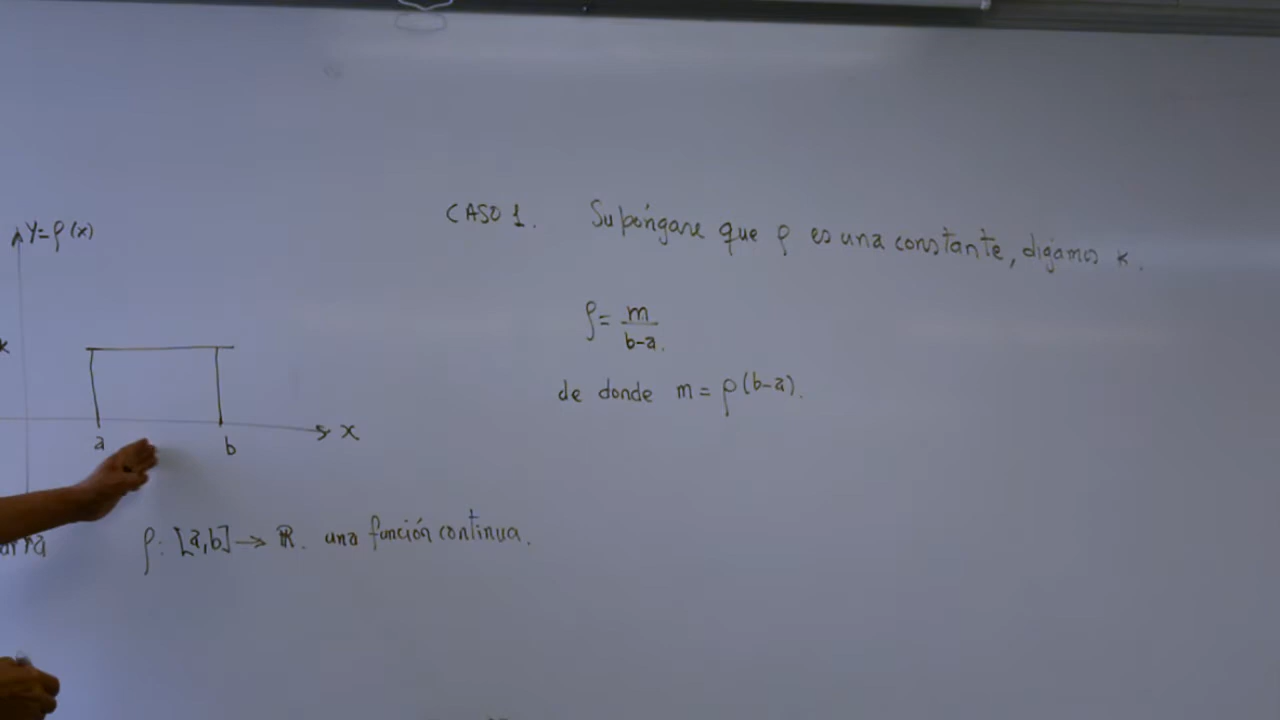 Y=ρ(x)
CASO 1. Supóngase que ρ es una constante, digamos K.
K
ρ = m/(b-a).
de donde m = ρ(b-a).
x
a
b
ρ: [a,b] → ℝ. una función continua.